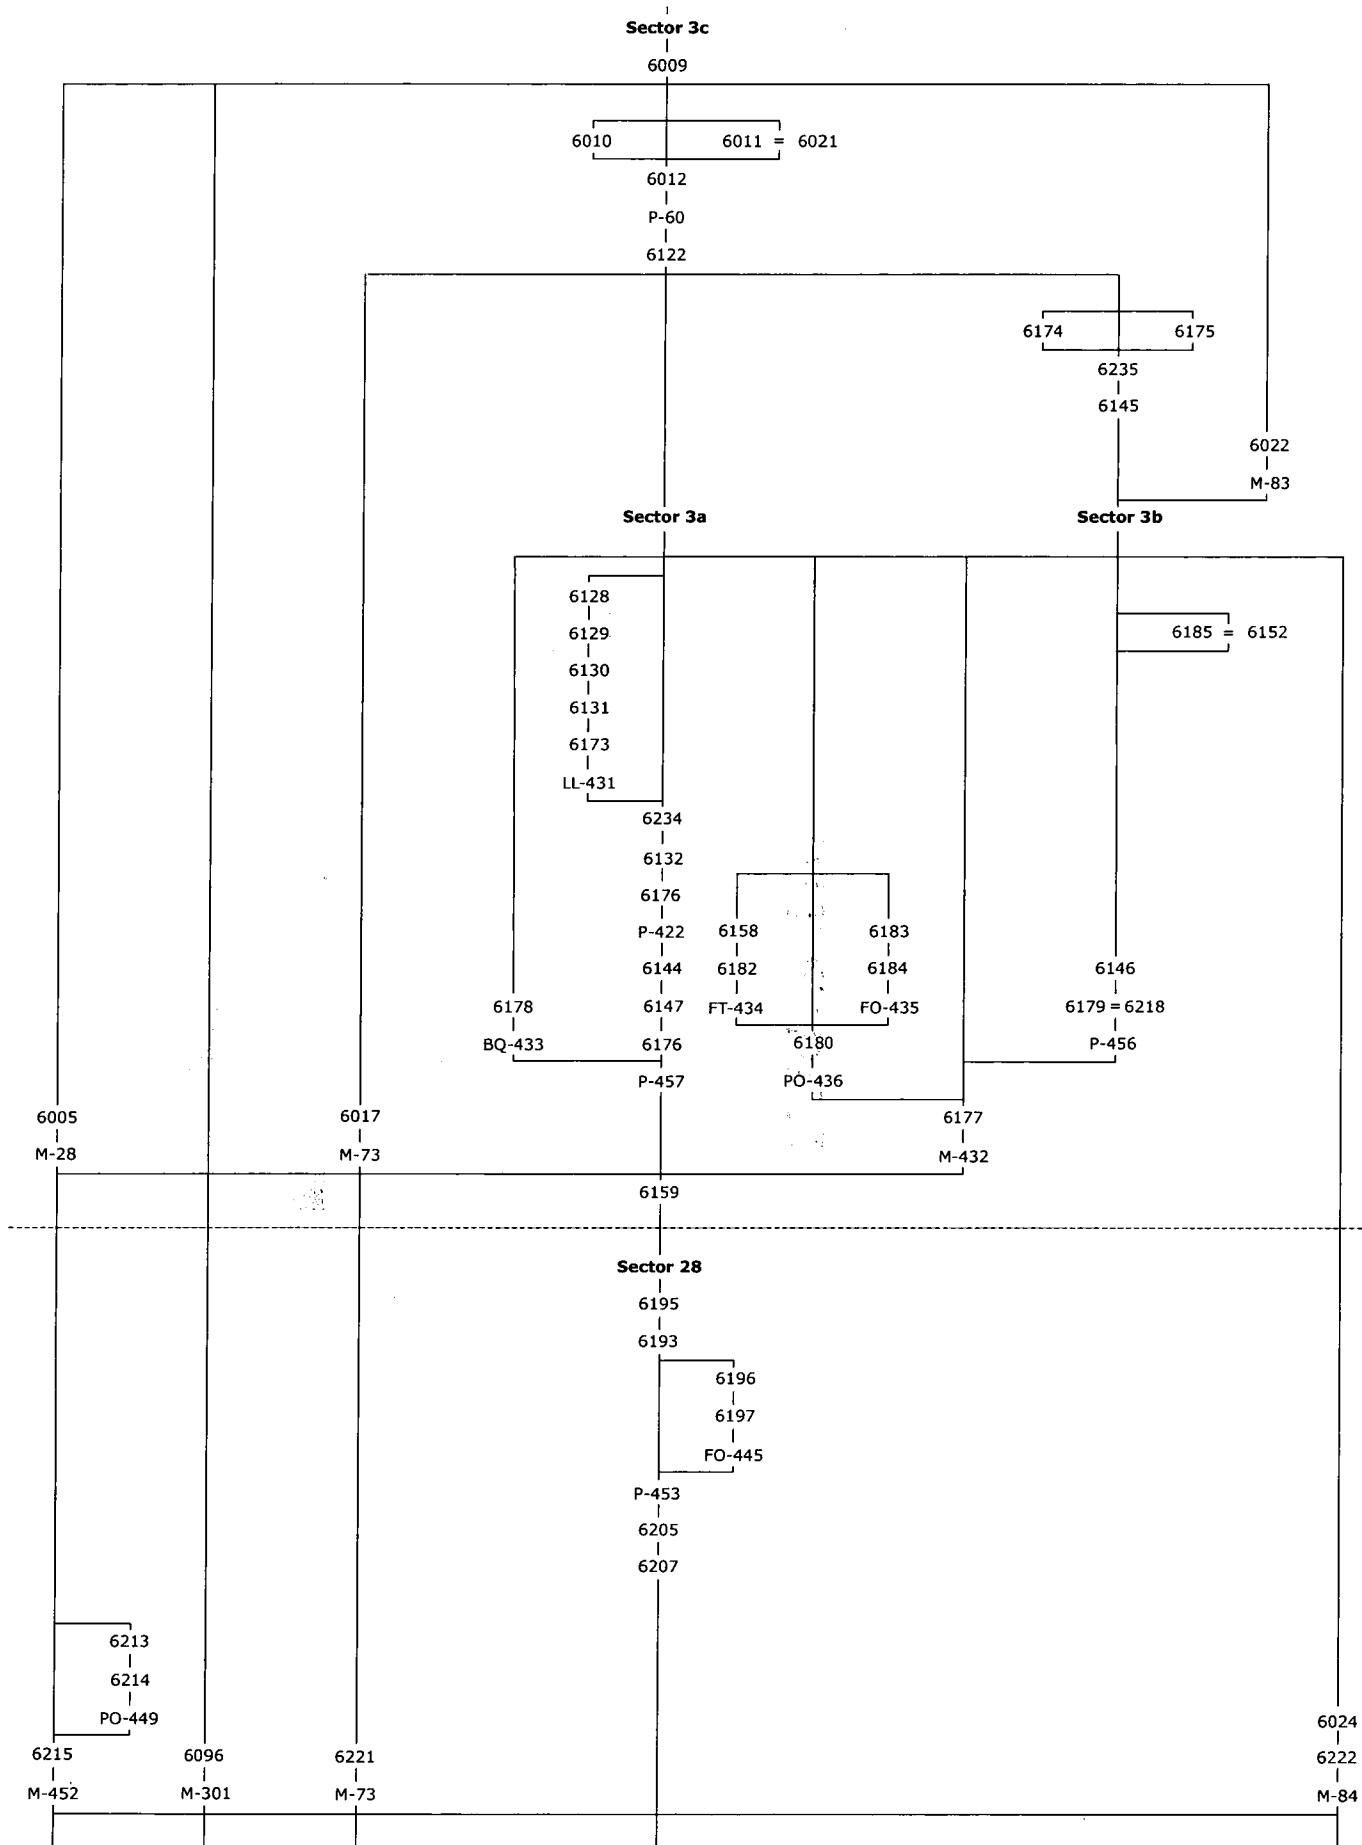 Sector 3c
6009
6010 6011 = 6021
6012
P-60
6122
6174 6175
6235
6145
6022
M-83
Sector 3a Sector 3b
6128
6129 6185 = 6152
6130
6131
6173
LL-431
6234
6132
6176
P-422 6158 6183
6144 6182 6184 6146
6178 6147 FT-434 FO-435 6179 = 6218
BQ-433 6176 6180 P-456
P-457 PO-436
6005 6017 6177
M-28 M-73 M-432
6159
Sector 28
6195
6193
6196
6197
FO-445
P-453
6205
6207
6213
6214
PO-449 6024
6215 6096 6221 6222
M-452 M-301 M-73 M-84